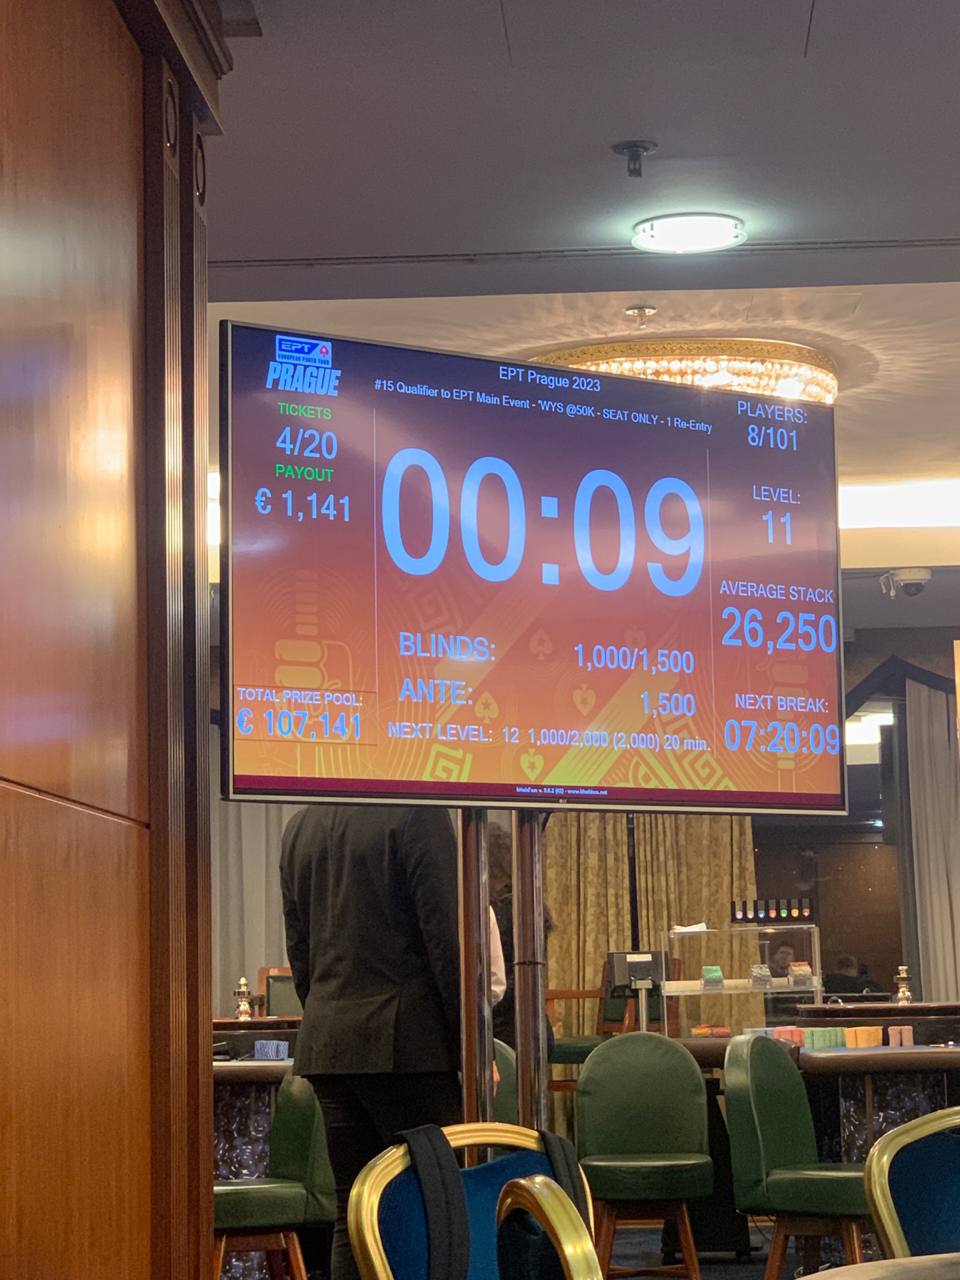 EPT
EUROPEAN POKER TOUR
PRAGUE
EPT Prague 2023
#15 Qualifier to EPT Main Event - "WYS @50K - SEAT ONLY - 1 Re-Entry
TICKETS
4/20
PAYOUT
€ 1,141
00:09
PLAYERS:
8/101
LEVEL:
11
AVERAGE STACK
26,250
BLINDS: 1,000/1,500
ANTE: 1,500
NEXT LEVEL: 12 1,000/2,000 (2,000) 20 min.
TOTAL PRIZE POOL:
€ 107,141
NEXT BREAK:
07:20:09